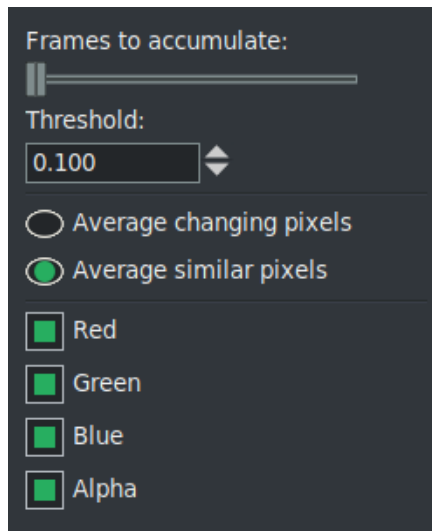 Frames to accumulate:
Threshold:
0.100
Average changing pixels
Average similar pixels
Red
Green
Blue
Alpha